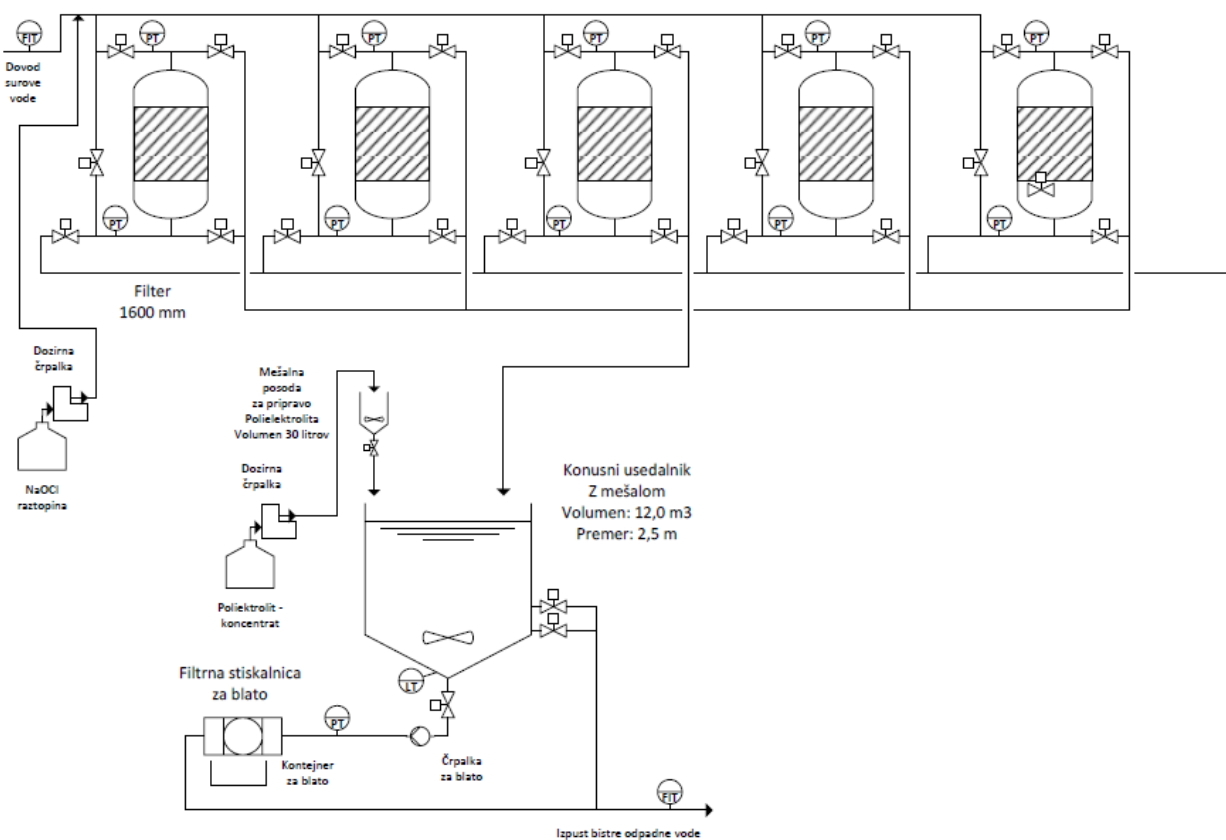 FIT
PT
PT
PT
PT
PT
Dovod
surove
vode
PT
PT
PT
PT
PT
Filter
1600 mm
Dozirna
črpalka
NaOCl
raztopina
Mešalna
posoda
za pripravo
Polielektrolita
Volumen 30 litrov
Dozirna
črpalka
Poliektrolit -
koncentrat
Konusni usedalnik
Z mešalom
Volumen: 12,0 m3
Premer: 2,5 m
LT
Filtrna stiskalnica
za blato
PT
Kontejner
za blato
Črpalka
za blato
FIT
Izpust bistre odpadne vode